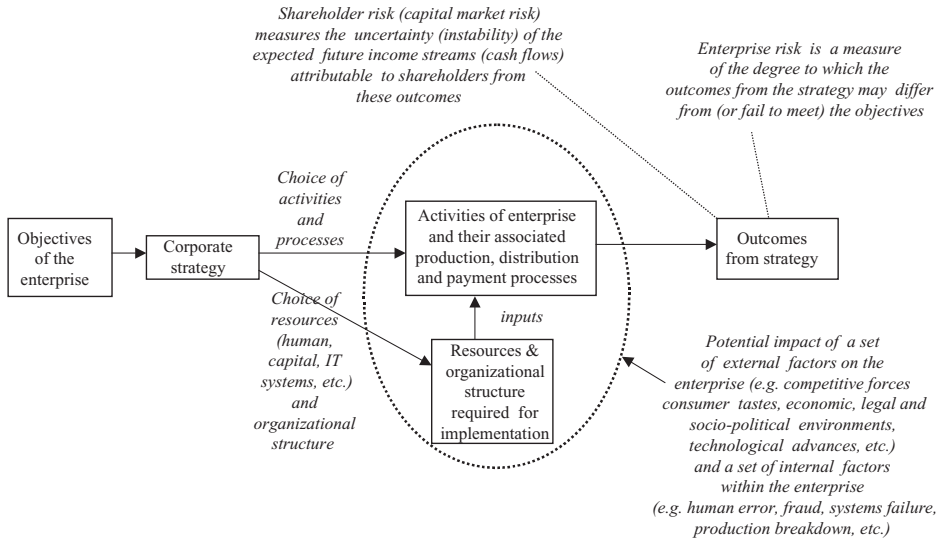 Shareholder risk (capital market risk)
measures the uncertainty (instability) of the
expected future income streams (cash flows)
attributable to shareholders from
these outcomes
Enterprise risk is a measure
of the degree to which the
outcomes from the strategy may differ
from (or fail to meet) the objectives
Choice of
activities
and
processes
Objectives
of the
enterprise
Corporate
strategy
Activities of enterprise
and their associated
production, distribution
and payment processes
Outcomes
from strategy
Choice of
resources
(human,
capital, IT
systems, etc.)
and
organizational
structure
inputs
Resources &
organizational
structure
required for
implementation
Potential impact of a set
of external factors on the
enterprise (e.g. competitive forces
consumer tastes, economic, legal and
socio-political environments,
technological advances, etc.)
and a set of internal factors
within the enterprise
(e.g. human error, fraud, systems failure,
production breakdown, etc.)